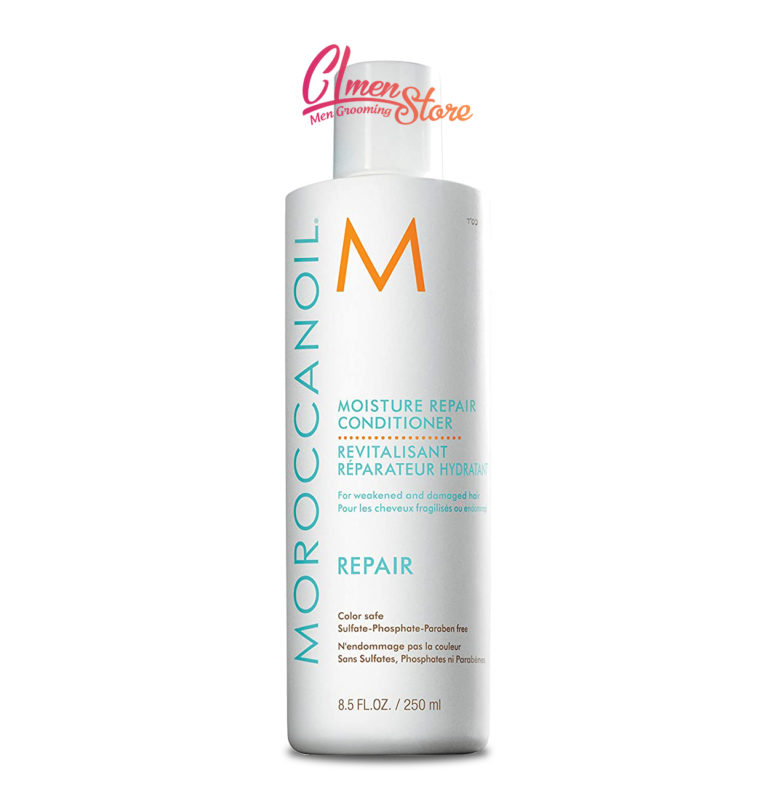 CImen Store
Men Grooming
MOROCCANOIL®
M
MOISTURE REPAIR
CONDITIONER
REVITALISANT
RÉPARATEUR HYDRATANT
For weakened and damaged hair
Pour les cheveux fragilisés ou endommagés
REPAIR
Color safe
Sulfate-Phosphate-Paraben free
N'endommage pas la couleur
Sans Sulfates, Phosphates ni Parabènes
8.5 FL.OZ. / 250 ml